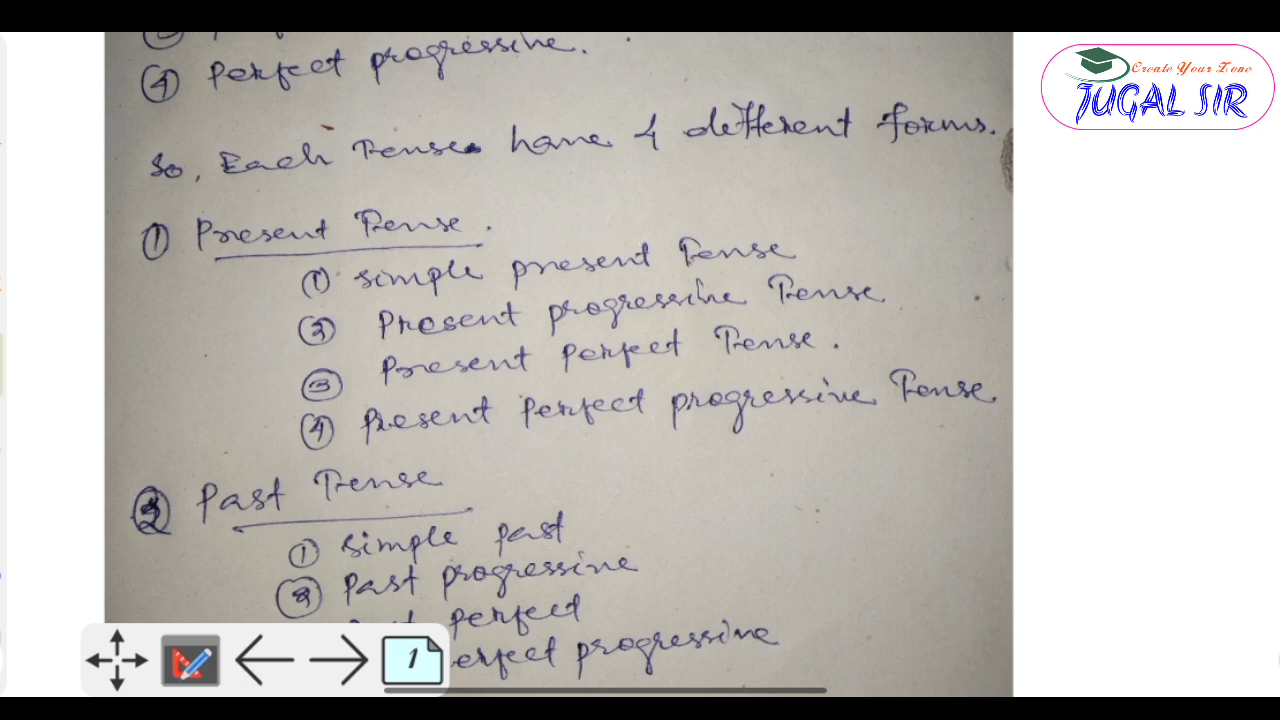 ④ Perfect progressive.
So, Each Tense have 4 different forms.
① Present Tense.
① Simple present Tense
② Present progressive Tense
③ Present Perfect Tense.
④ Present Perfect progressive Tense.
② Past Tense
① Simple past
② Past progressive
perfect
progressive
Create Your Zone
JUGAL SIR
1